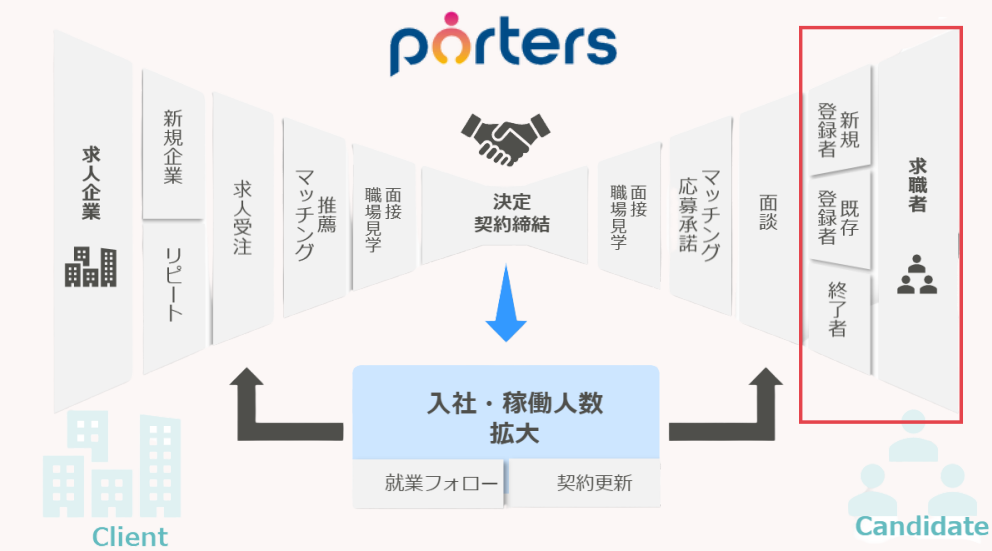 porters
求人企業
新規企業
リピート
求人受注
推薦
マッチング
面接
職場見学
決定
契約締結
面接
職場見学
マッチング
応募承諾
面談
新規
登録者
既存
登録者
終了者
求職者
入社・稼働人数
拡大
就業フォロー
契約更新
Client
Candidate